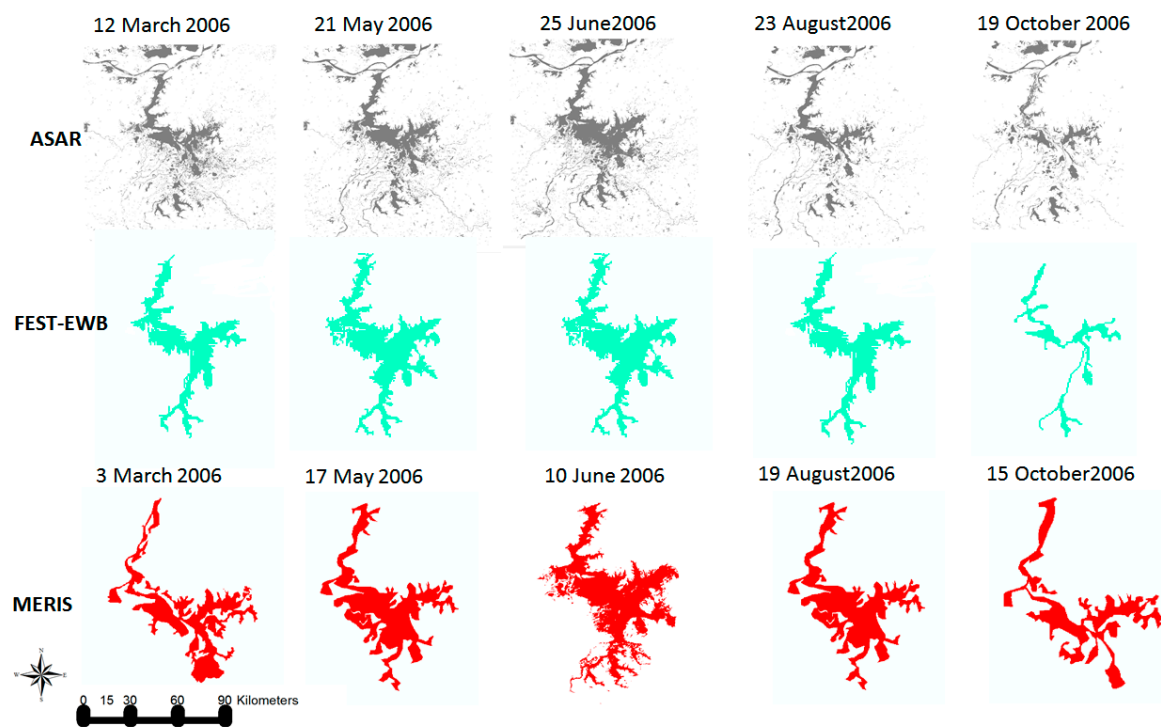 12 March 2006 21 May 2006 25 June2006 23 August2006 19 October 2006
ASAR
FEST-EWB
3 March 2006 17 May 2006 10 June 2006 19 August2006 15 October2006
MERIS
N
W E
S
0 15 30 60 90 Kilometers